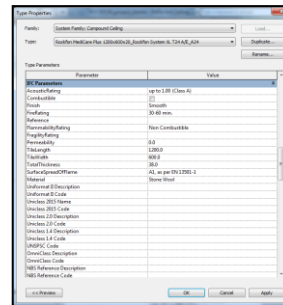 Type Properties
Family: System Family: Compound Ceiling Load...
Type: Rockfon MediCare Plus 1200x600x20_Rockfon System B, T24 A/E_A24 Duplicate...
Rename...
Type Parameters
Parameter Value
IFC Parameters
AcousticRating up to 1,00 (Class A)
Combustible
Finish Smooth
FireRating 30-60 min.
Reference
FlammabilityRating Non Combustible
FragilityRating
Permeability 0.0
TileLength 1200.0
TileWidth 600.0
TotalThickness 38.0
SurfaceSpreadOfFlame A1, as per EN 13501-1
Material Stone Wool
Uniformat II Description
Uniformat II Code
Uniclass 2015 Name
Uniclass 2015 Code
Uniclass 2.0 Description
Uniclass 2.0 Code
Uniclass 1.4 Description
Uniclass 1.4 Code
UNSPSC Code
OmniClass Description
OmniClass Code
NBS Reference Description
NBS Reference Code
<< Preview OK Cancel Apply